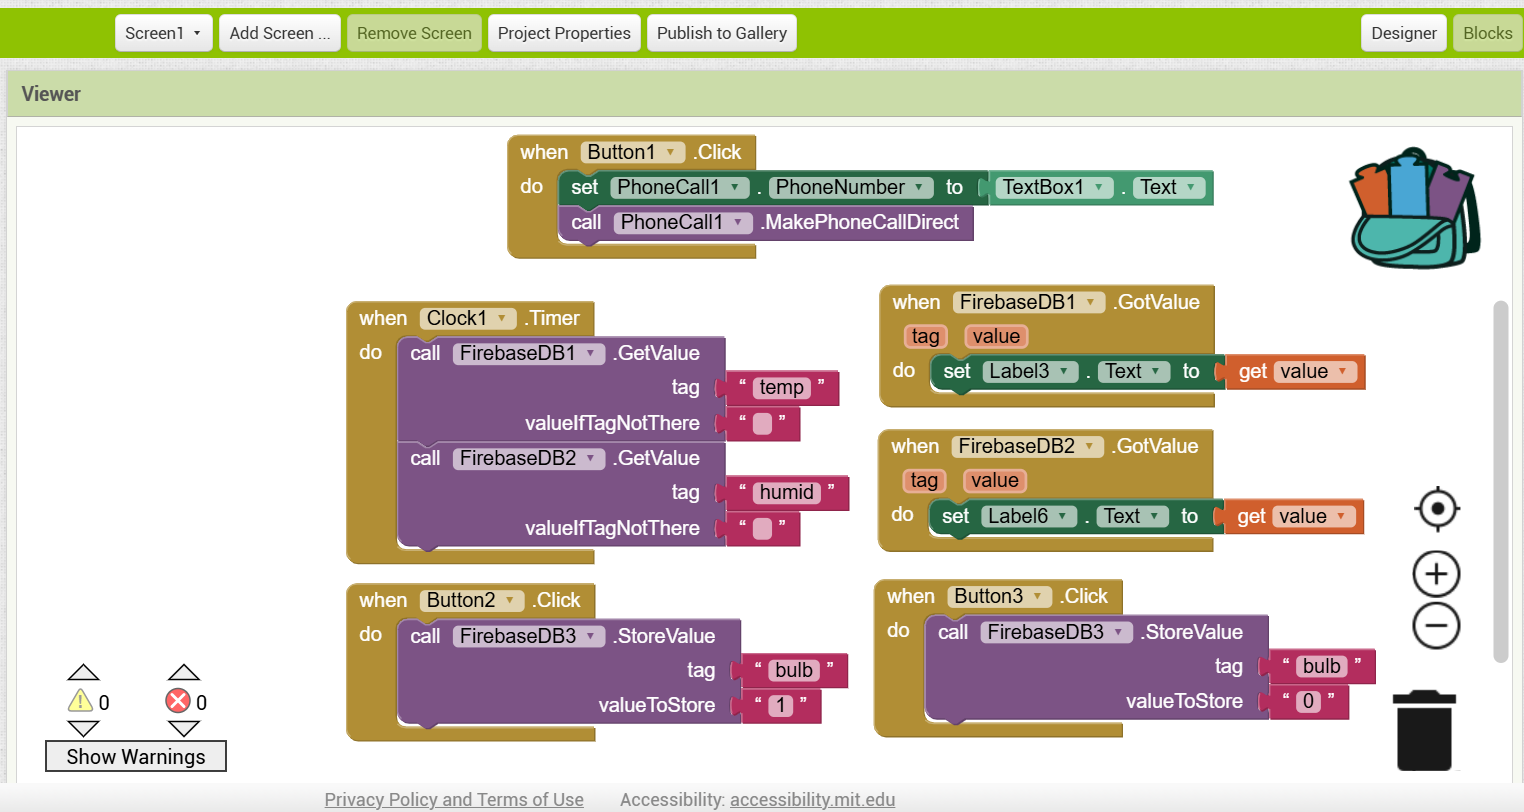 Screen1 Add Screen ... Remove Screen Project Properties Publish to Gallery Designer Blocks
Viewer
when Button1 .Click
do set PhoneCall1 . PhoneNumber to TextBox1 . Text
call PhoneCall1 .MakePhoneCallDirect
when Clock1 .Timer
do call FirebaseDB1 .GetValue
tag “ temp ”
valueIfTagNotThere “ ”
call FirebaseDB2 .GetValue
tag “ humid ”
valueIfTagNotThere “ ”
when FirebaseDB1 .GotValue
tag value
do set Label3 . Text to get value
when FirebaseDB2 .GotValue
tag value
do set Label6 . Text to get value
when Button2 .Click
do call FirebaseDB3 .StoreValue
tag “ bulb ”
valueToStore “ 1 ”
when Button3 .Click
do call FirebaseDB3 .StoreValue
tag “ bulb ”
valueToStore “ 0 ”
0 0
Show Warnings
Privacy Policy and Terms of Use Accessibility: accessibility.mit.edu